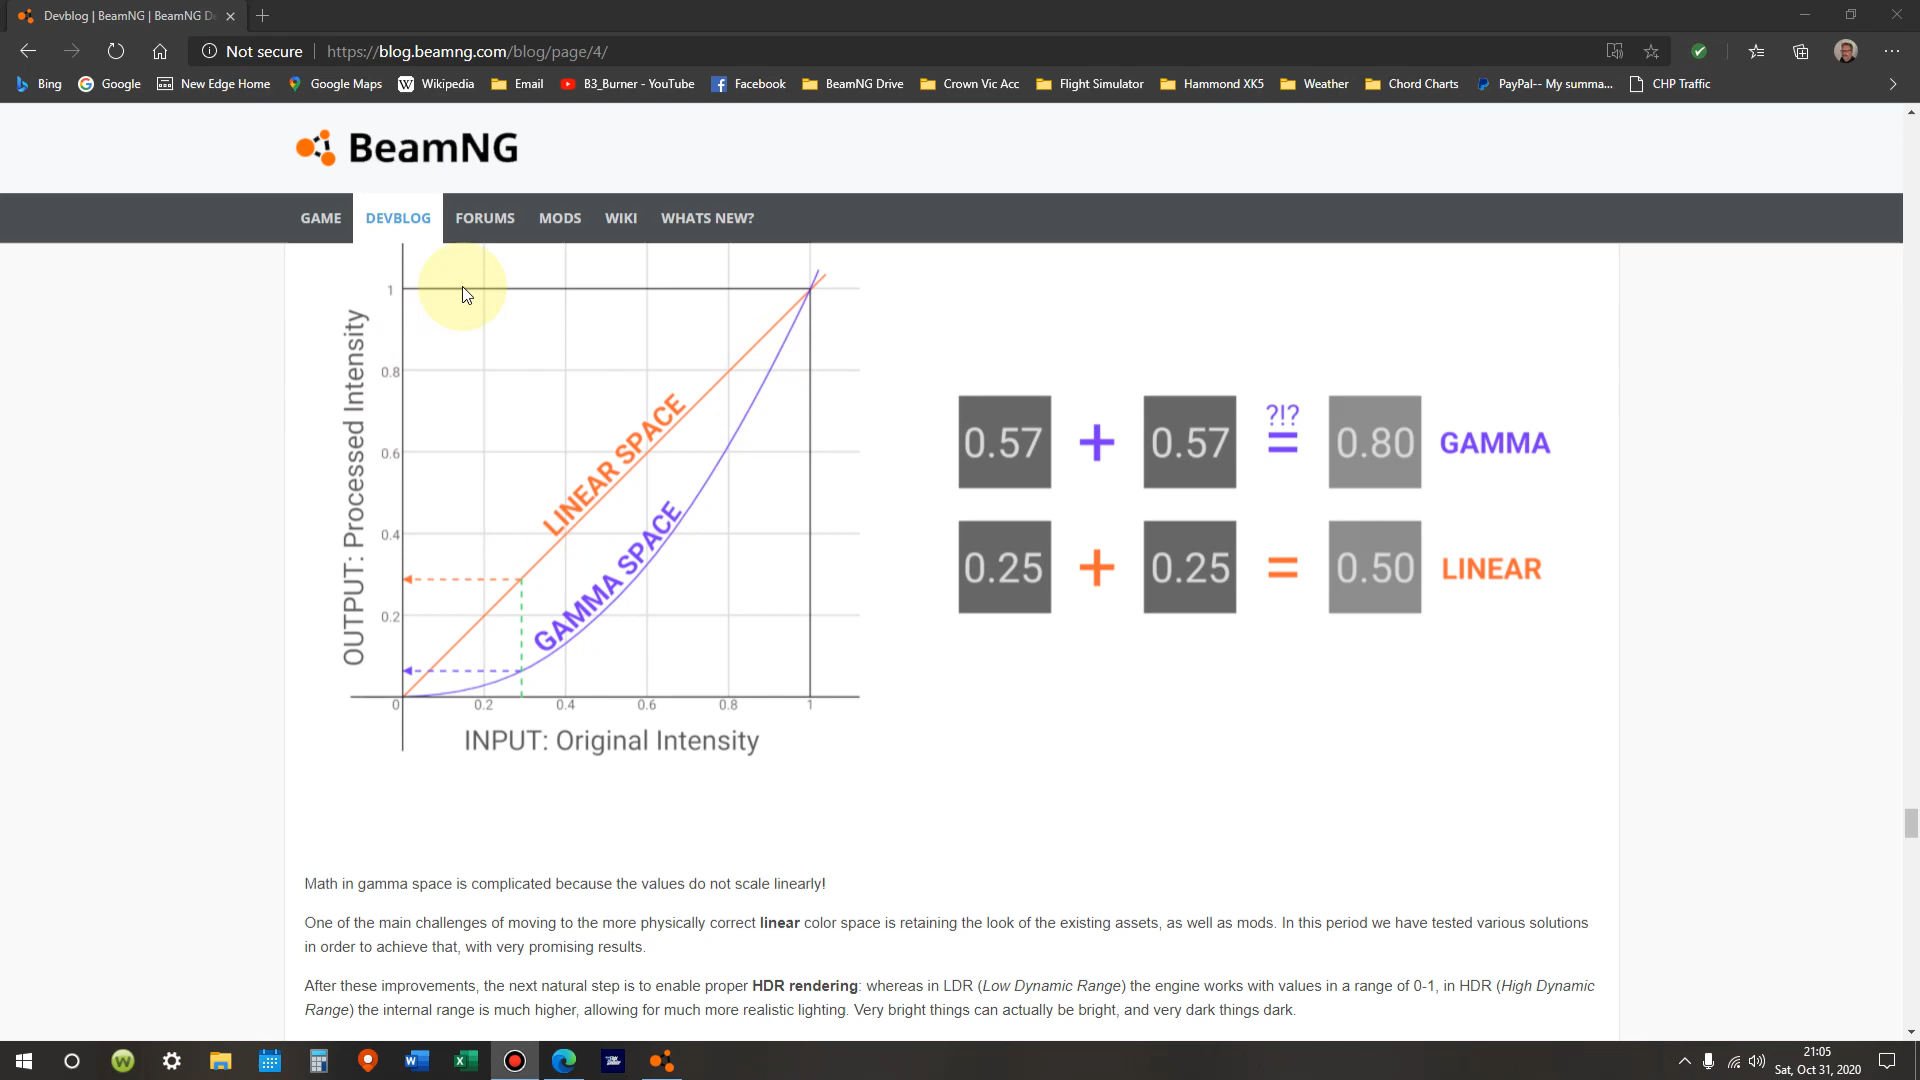 Devblog | BeamNG | BeamNG De
Not secure
https://blog.beamng.com/blog/page/4/
Bing
Google
New Edge Home
Google Maps
W
Wikipedia
Email
B3_Burner - YouTube
Facebook
BeamNG Drive
Crown Vic Acc
Flight Simulator
Hammond XK5
Weather
Chord Charts
PayPal-- My summa...
CHP Traffic
BeamNG
GAME
DEVBLOG
FORUMS
MODS
WIKI
WHATS NEW?
OUTPUT: Processed Intensity
1
0.8
0.6
0.4
0.2
0
0.2
0.4
0.6
0.8
1
LINEAR SPACE
GAMMA SPACE
INPUT: Original Intensity
0.57 + 0.57 ?!? = 0.80 GAMMA
0.25 + 0.25 = 0.50 LINEAR
Math in gamma space is complicated because the values do not scale linearly!
One of the main challenges of moving to the more physically correct linear color space is retaining the look of the existing assets, as well as mods. In this period we have tested various solutions
in order to achieve that, with very promising results.
After these improvements, the next natural step is to enable proper HDR rendering: whereas in LDR (Low Dynamic Range) the engine works with values in a range of 0-1, in HDR (High Dynamic
Range) the internal range is much higher, allowing for much more realistic lighting. Very bright things can actually be bright, and very dark things dark.
21:05
Sat, Oct 31, 2020